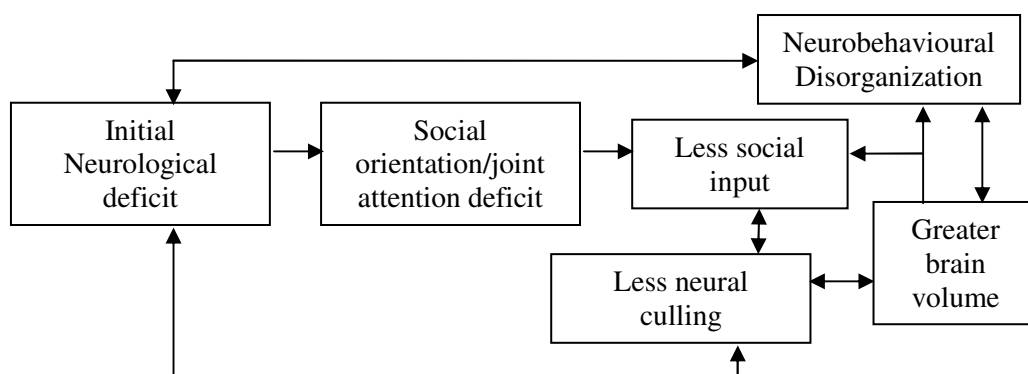 Neurobehavioural
Disorganization
Initial
Neurological
deficit
Social
orientation/joint
attention deficit
Less social
input
Greater
brain
volume
Less neural
culling